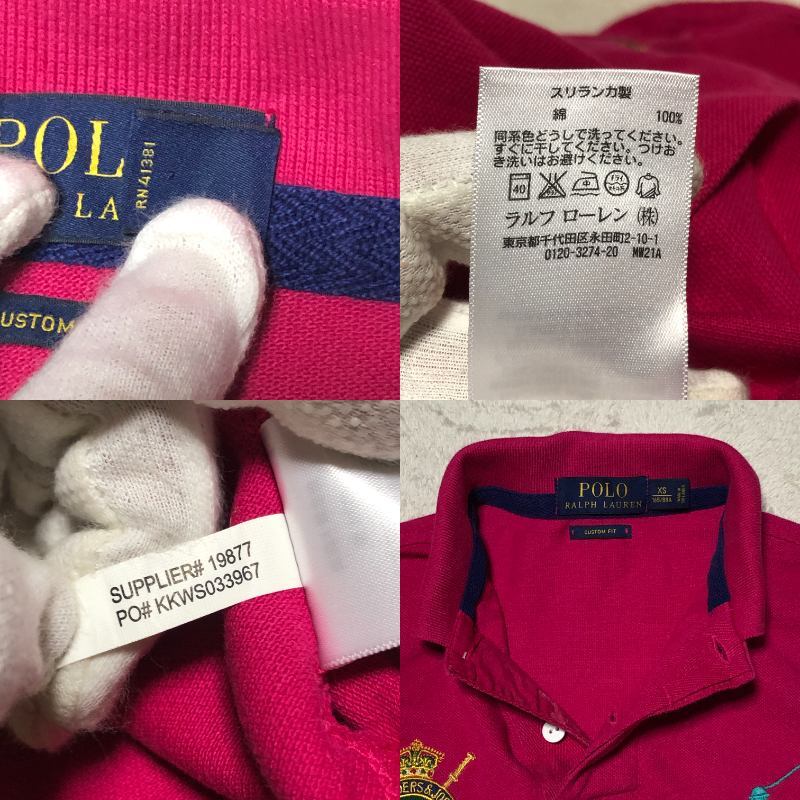 POL
LA
RN41381
USTOM
スリランカ製
綿 100%
同系色どうしで洗ってください。
すぐに干してください。つけお
き洗いはお避けください。
40
ラルフ ローレン (株)
東京都千代田区永田町2-10-1
0120-3274-20 MW21A
SUPPLIER# 19877
PO# KKWS033967
POLO
RALPH LAUREN
XS
165/88A
CUSTOM FIT
DERS & JO